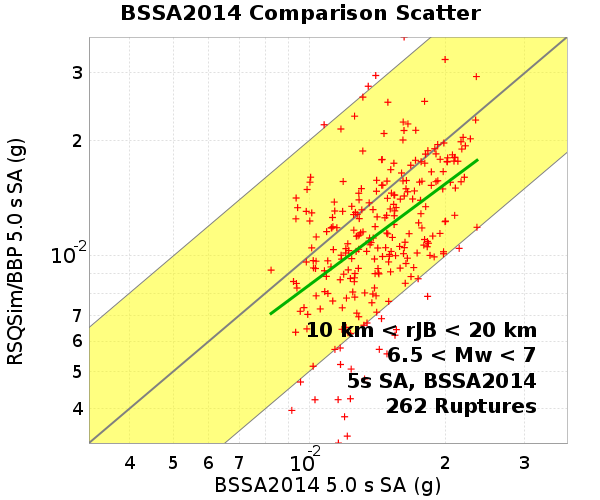 BSSA2014 Comparison Scatter
RSQSim/BBP 5.0 s SA (g)
3
2
10^-2
7
6
5
4
10 km < rJB < 20 km
6.5 < Mw < 7
5s SA, BSSA2014
262 Ruptures
4 5 6 7 10^-2 2 3
BSSA2014 5.0 s SA (g)